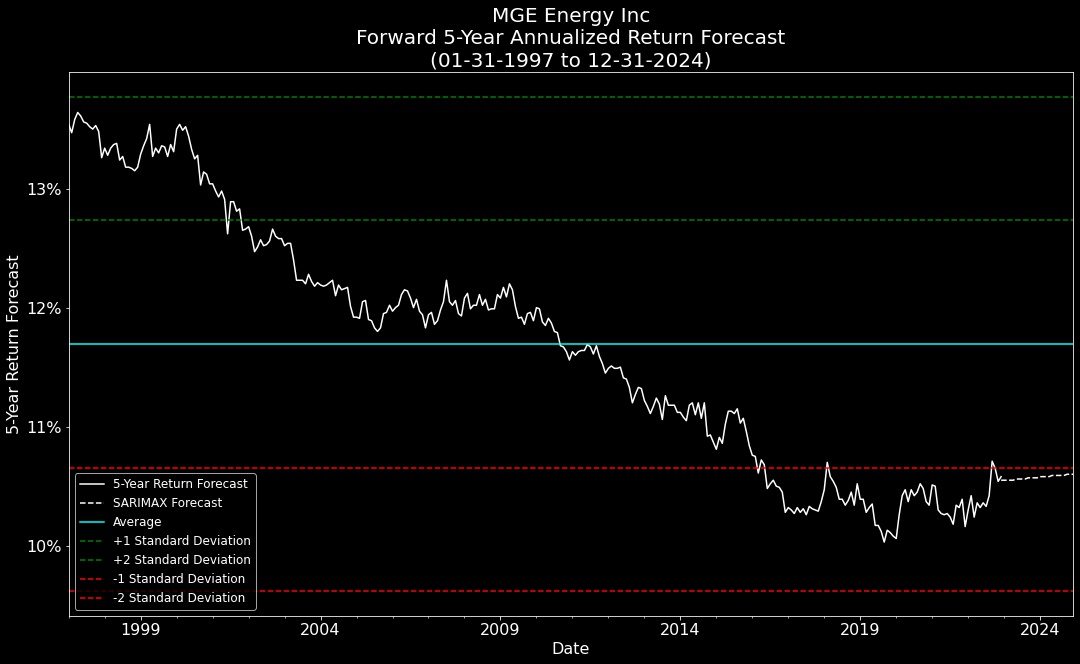 MGE Energy Inc
Forward 5-Year Annualized Return Forecast
(01-31-1997 to 12-31-2024)
5-Year Return Forecast
13%
12%
11%
10%
5-Year Return Forecast
SARIMAX Forecast
Average
+1 Standard Deviation
+2 Standard Deviation
-1 Standard Deviation
-2 Standard Deviation
1999 2004 2009 2014 2019 2024
Date